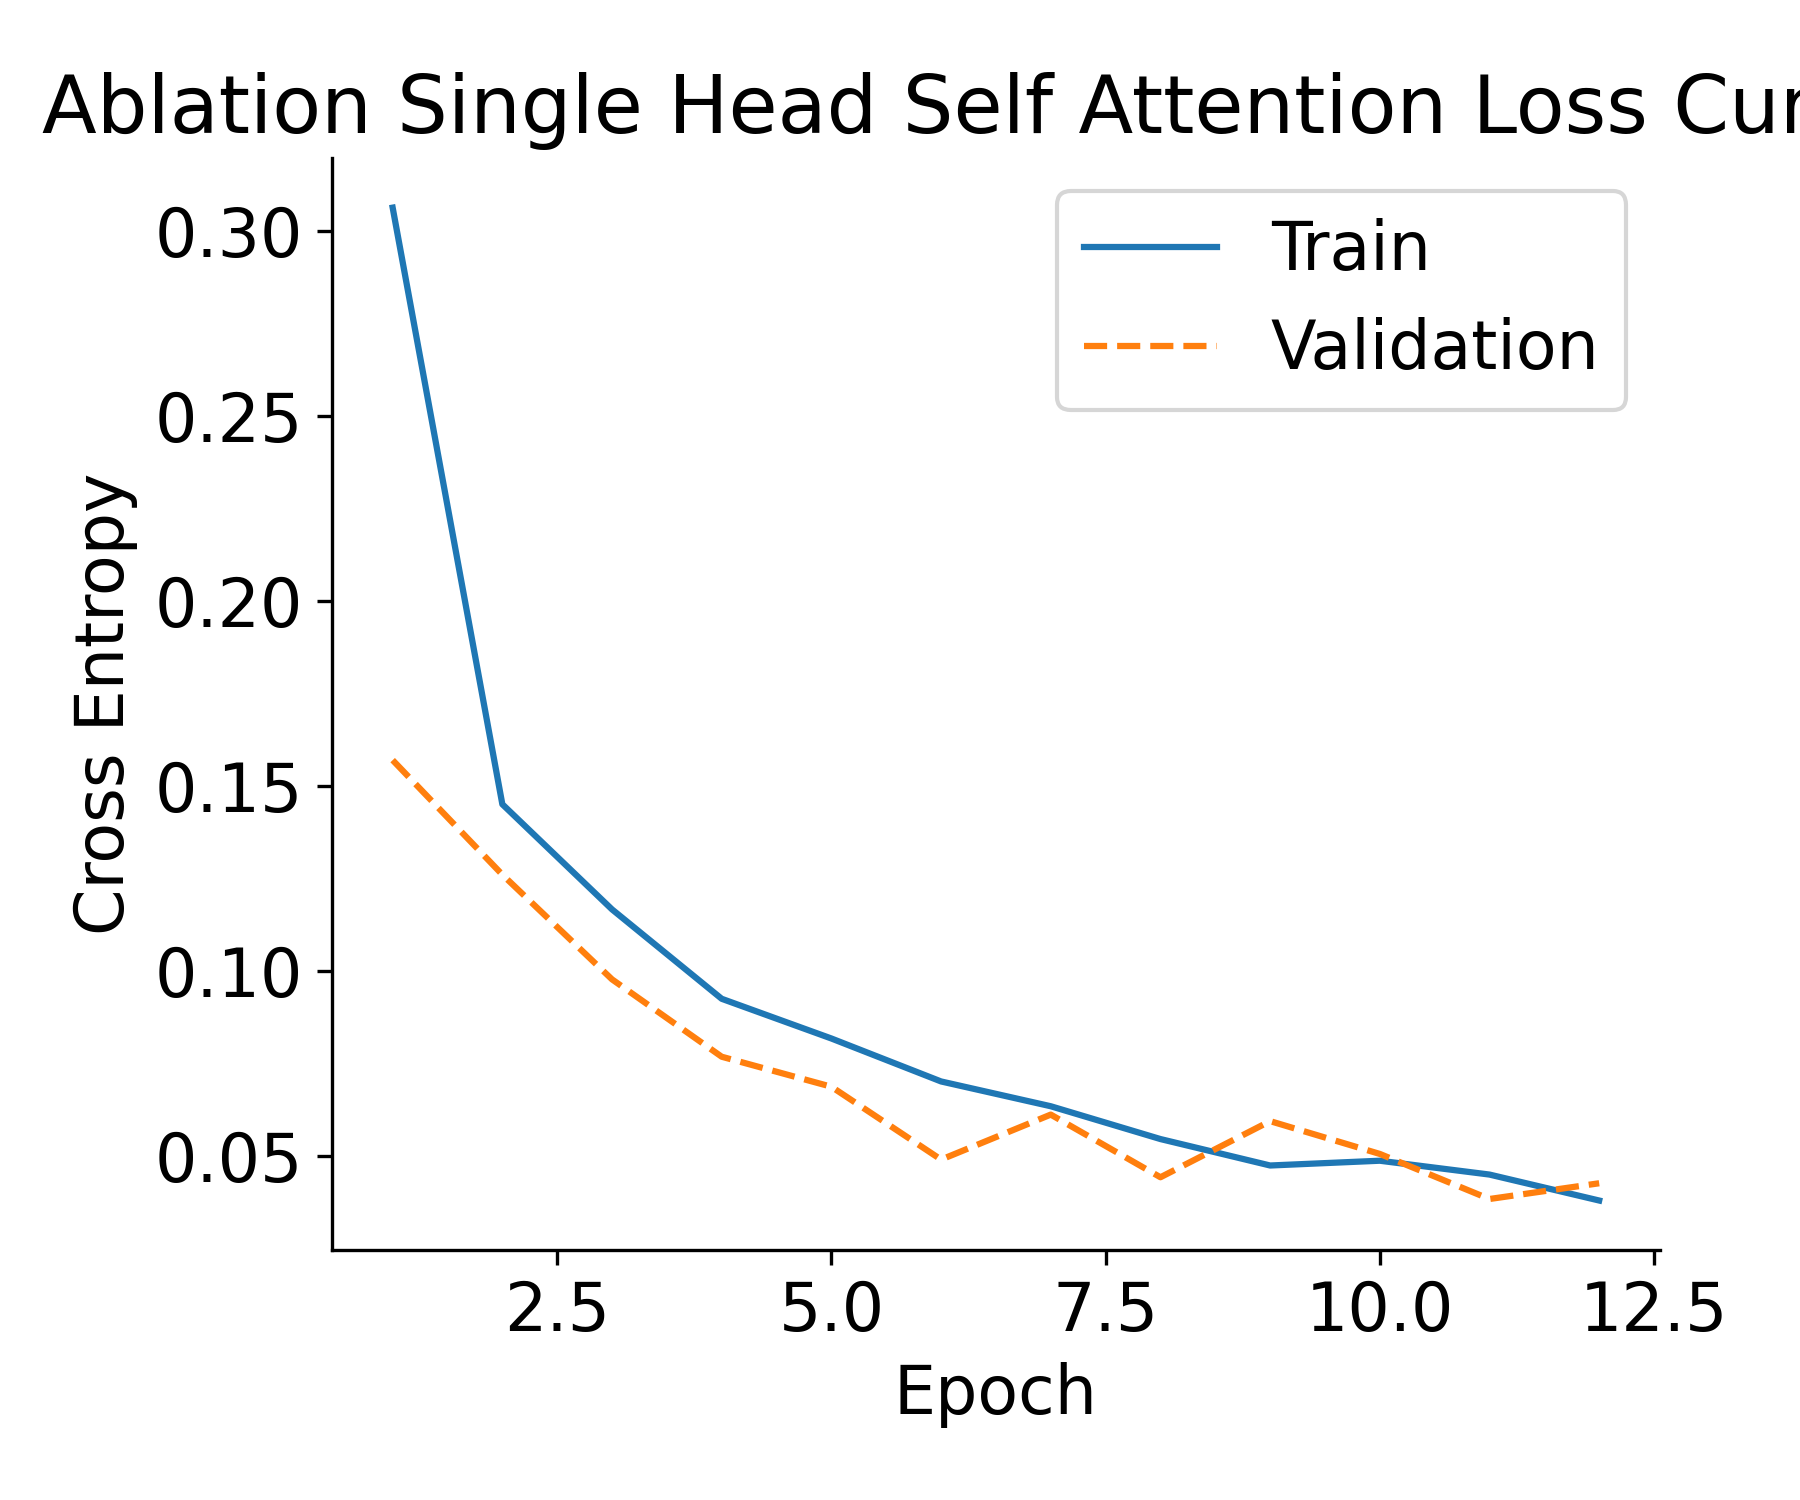 Ablation Single Head Self Attention Loss Cur
Train
Validation
0.30
0.25
0.20
0.15
0.10
0.05
Cross Entropy
2.5 5.0 7.5 10.0 12.5
Epoch